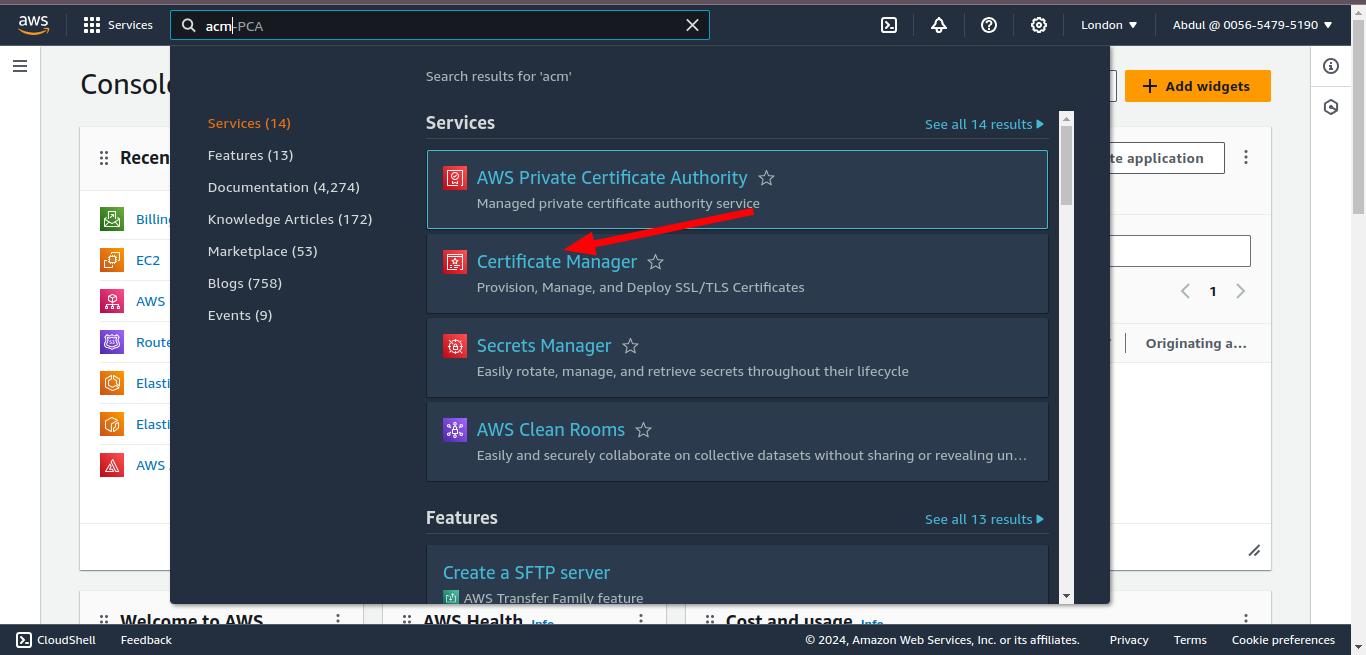 aws
Services
acm-PCA
London
Abdul @ 0056-5479-5190
Search results for 'acm'
Services (14)
Features (13)
Documentation (4,274)
Knowledge Articles (172)
Marketplace (53)
Blogs (758)
Events (9)
Services
See all 14 results
AWS Private Certificate Authority
Managed private certificate authority service
Certificate Manager
Provision, Manage, and Deploy SSL/TLS Certificates
Secrets Manager
Easily rotate, manage, and retrieve secrets throughout their lifecycle
AWS Clean Rooms
Easily and securely collaborate on collective datasets without sharing or revealing un...
Features
See all 13 results
Create a SFTP server
AWS Transfer Family feature
Consol
Add widgets
Recen
te application
Billin
EC2
AWS
Route
Elasti
Elasti
AWS
1
Originating a...
Welcome to AWS
AWS Health Info
Cost and usage Info
CloudShell
Feedback
© 2024, Amazon Web Services, Inc. or its affiliates.
Privacy
Terms
Cookie preferences